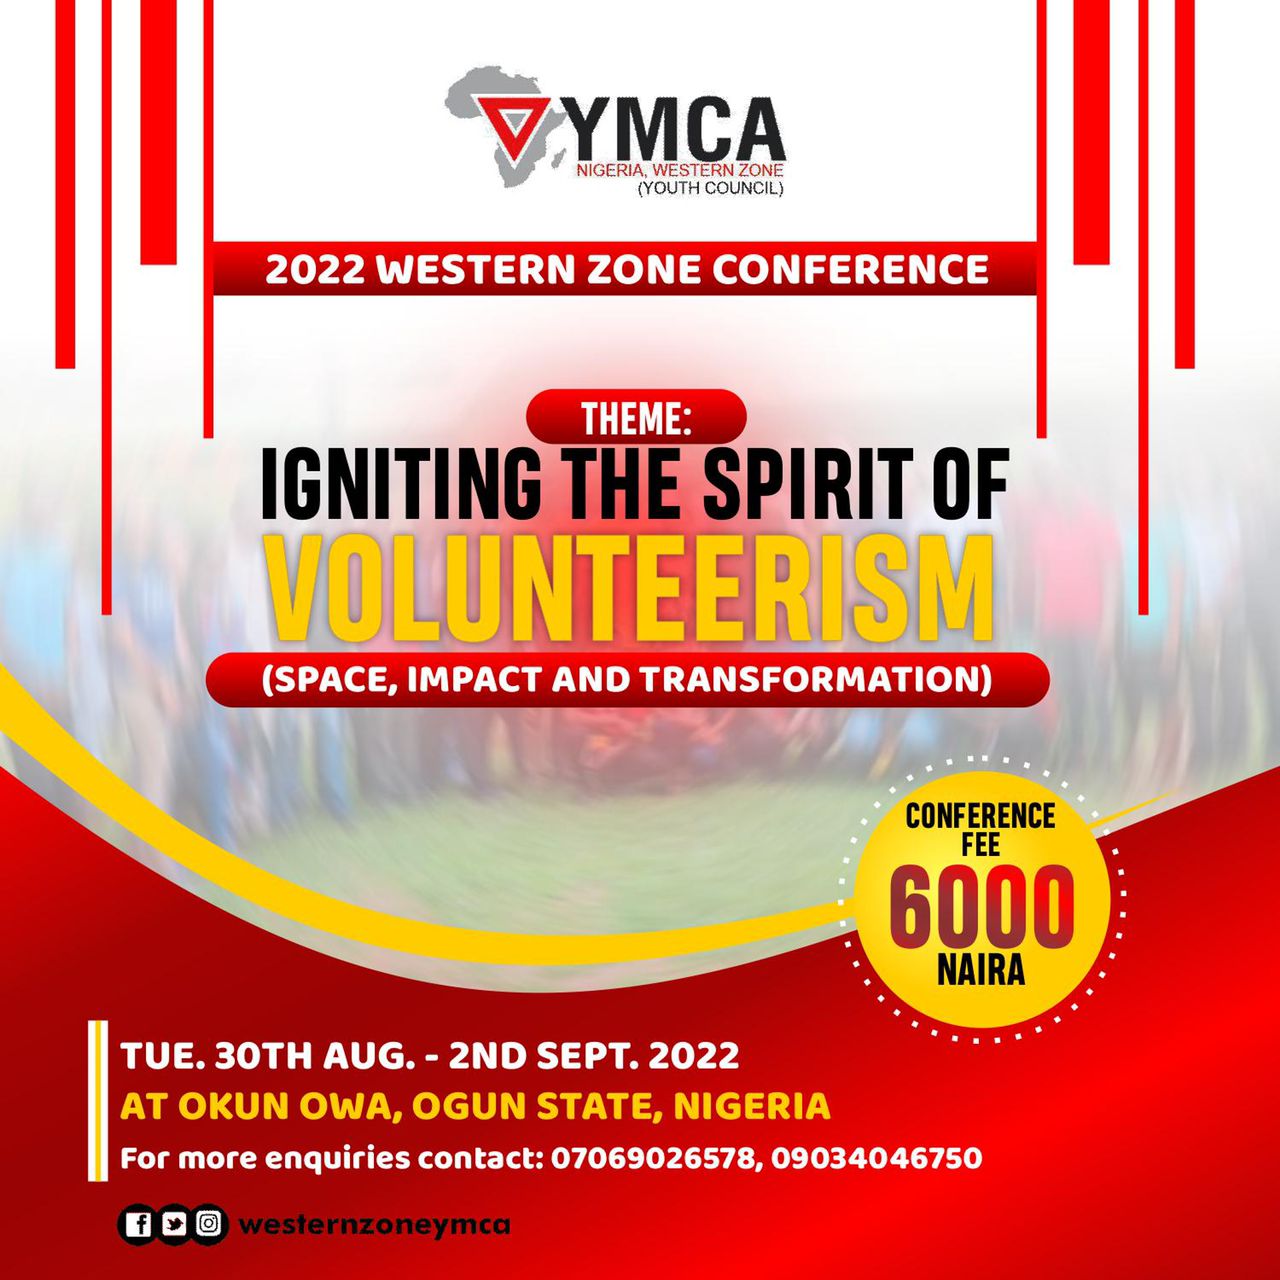 YMCA
NIGERIA, WESTERN ZONE
(YOUTH COUNCIL)
2022 WESTERN ZONE CONFERENCE
THEME:
IGNITING THE SPIRIT OF
VOLUNTEERISM
(SPACE, IMPACT AND TRANSFORMATION)
CONFERENCE
FEE
6000
NAIRA
TUE. 30TH AUG. - 2ND SEPT. 2022
AT OKUN OWA, OGUN STATE, NIGERIA
For more enquiries contact: 07069026578, 09034046750
westernzoneymca